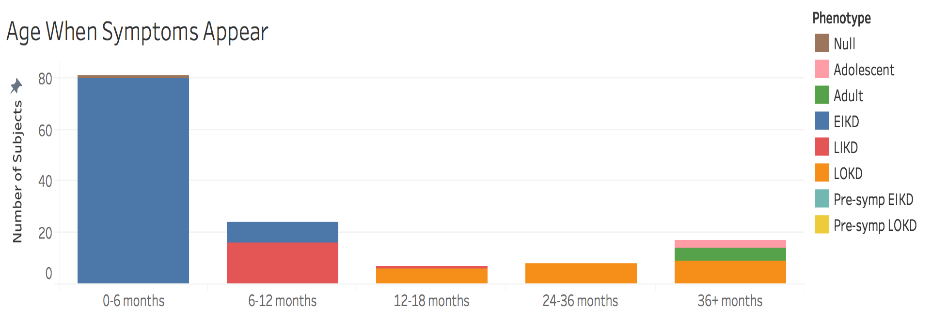 Age When Symptoms Appear
Number of Subjects
80
60
40
20
0
0-6 months
6-12 months
12-18 months
24-36 months
36+ months
Phenotype
Null
Adolescent
Adult
EIKD
LIKD
LOKD
Pre-symp EIKD
Pre-symp LOKD